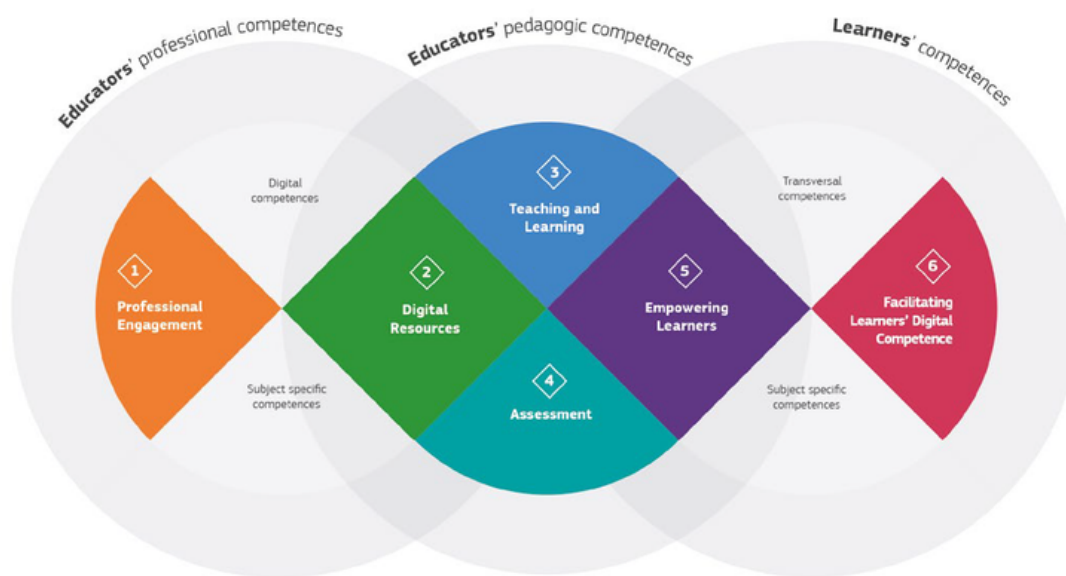 Educators' professional competences
Educators' pedagogic competences
Learners' competences
Digital
competences
Subject specific
competences
1
Professional
Engagement
2
Digital
Resources
3
Teaching and
Learning
4
Assessment
5
Empowering
Learners
Transversal
competences
Subject specific
competences
6
Facilitating
Learners' Digital
Competence